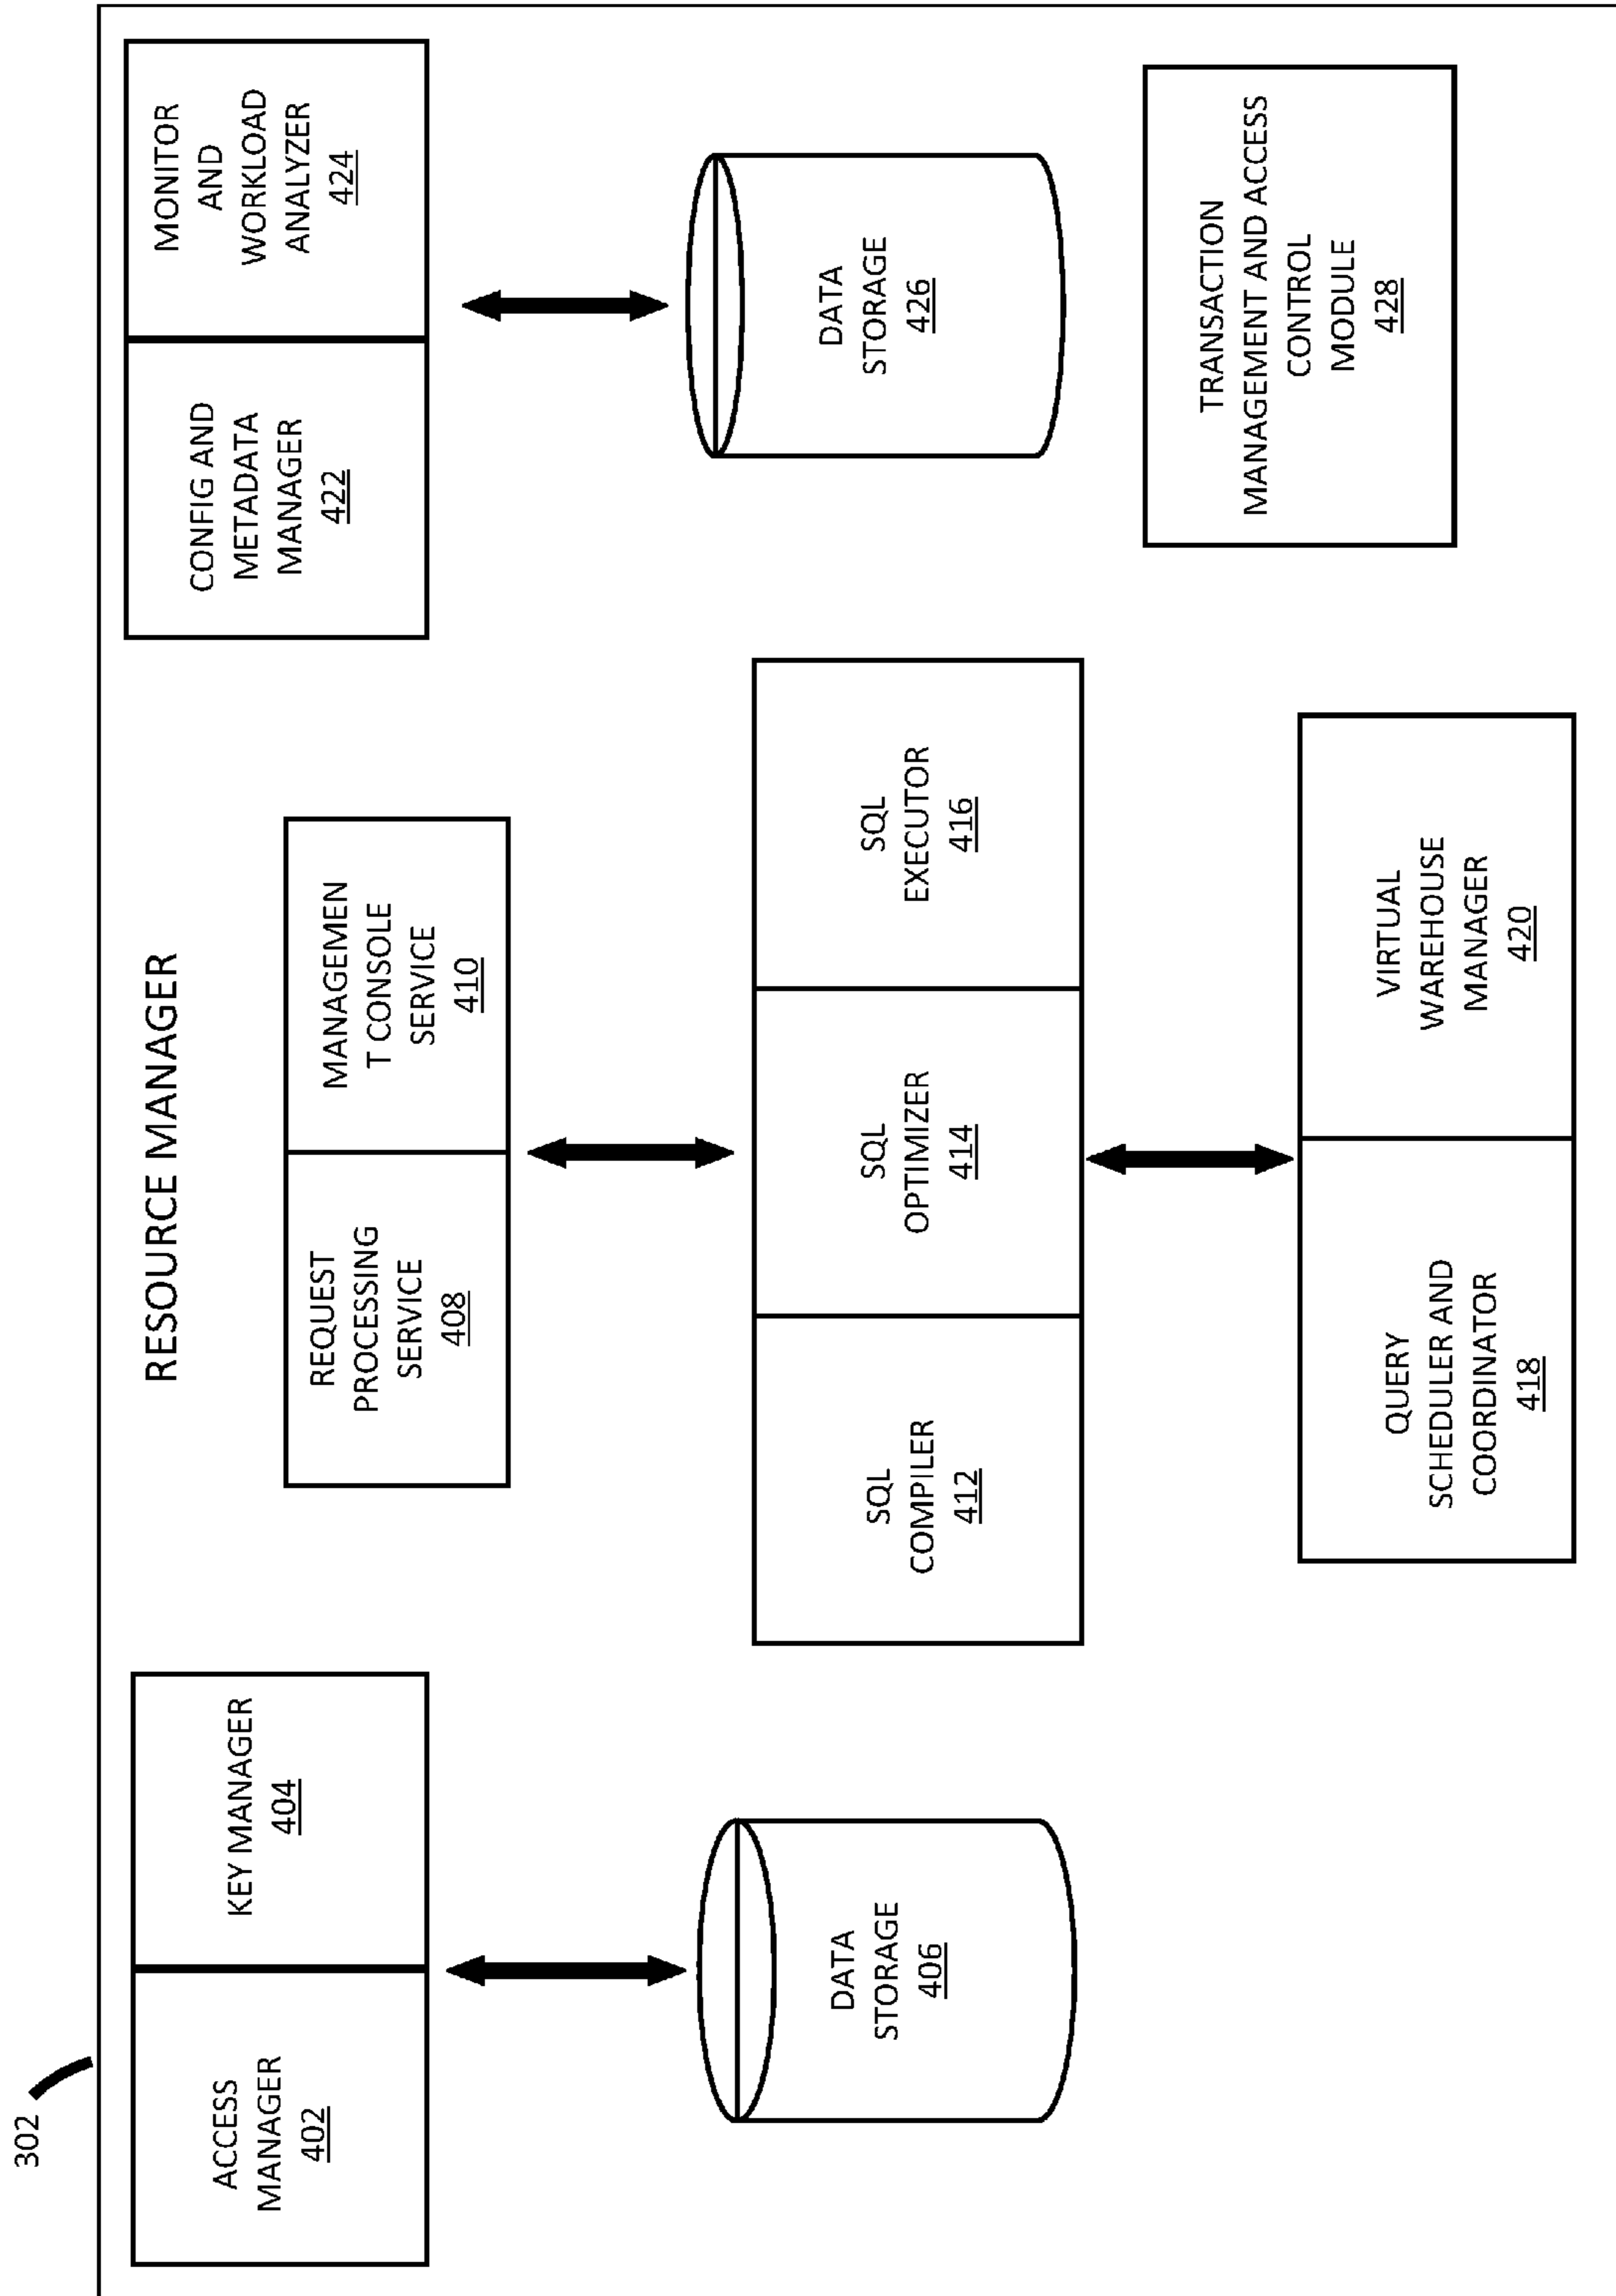 302
RESOURCE MANAGER
ACCESS
MANAGER
402
KEY MANAGER
404
DATA
STORAGE
406
REQUEST
PROCESSING
SERVICE
408
MANAGEMEN
T CONSOLE
SERVICE
410
SQL
COMPILER
412
SQL
OPTIMIZER
414
SQL
EXECUTOR
416
QUERY
SCHEDULER AND
COORDINATOR
418
VIRTUAL
WAREHOUSE
MANAGER
420
CONFIG AND
METADATA
MANAGER
422
MONITOR
AND
WORKLOAD
ANALYZER
424
DATA
STORAGE
426
TRANSACTION
MANAGEMENT AND ACCESS
CONTROL
MODULE
428